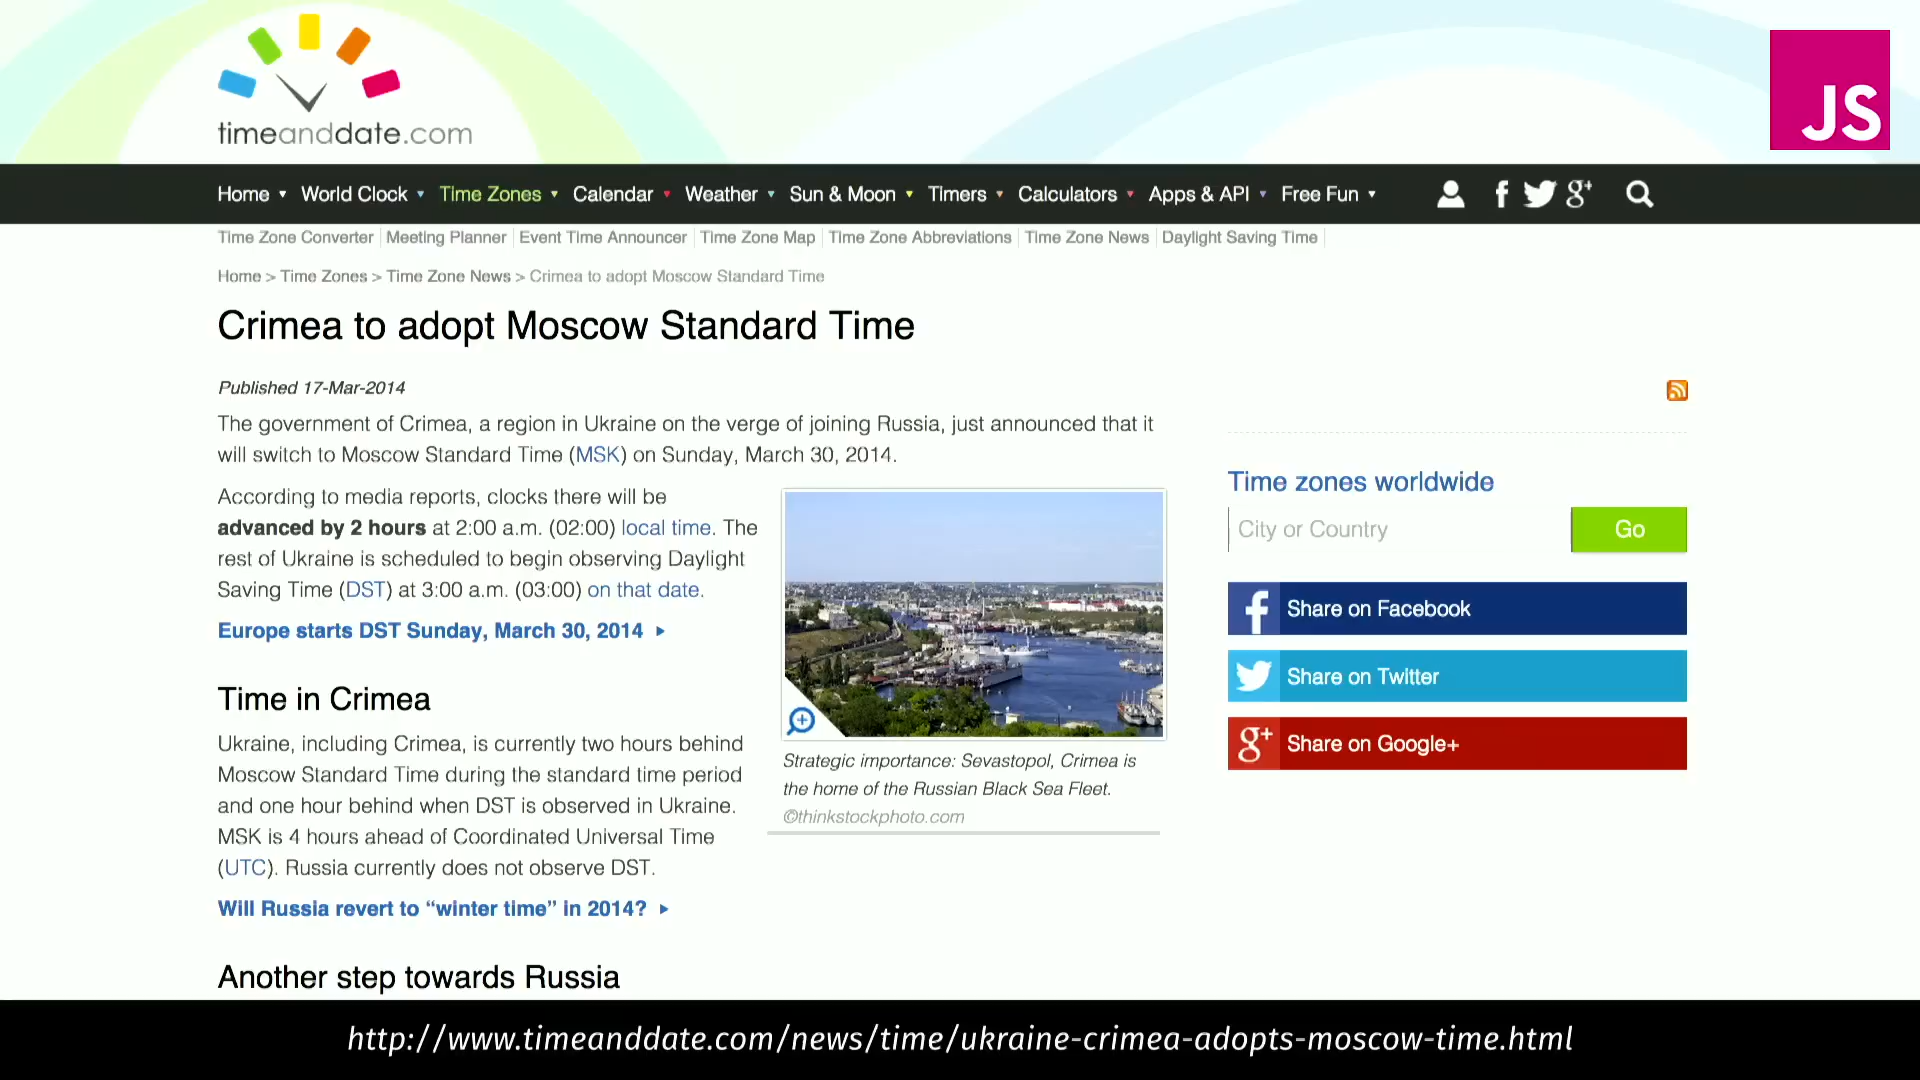 timeanddate.com
JS
Home World Clock Time Zones Calendar Weather Sun & Moon Timers Calculators Apps & API Free Fun
Time Zone Converter Meeting Planner Event Time Announcer Time Zone Map Time Zone Abbreviations Time Zone News Daylight Saving Time
Home > Time Zones > Time Zone News > Crimea to adopt Moscow Standard Time
Crimea to adopt Moscow Standard Time
Published 17-Mar-2014
The government of Crimea, a region in Ukraine on the verge of joining Russia, just announced that it
will switch to Moscow Standard Time (MSK) on Sunday, March 30, 2014.
According to media reports, clocks there will be
advanced by 2 hours at 2:00 a.m. (02:00) local time. The
rest of Ukraine is scheduled to begin observing Daylight
Saving Time (DST) at 3:00 a.m. (03:00) on that date.
Europe starts DST Sunday, March 30, 2014
Time in Crimea
Ukraine, including Crimea, is currently two hours behind
Moscow Standard Time during the standard time period
and one hour behind when DST is observed in Ukraine.
MSK is 4 hours ahead of Coordinated Universal Time
(UTC). Russia currently does not observe DST.
Will Russia revert to “winter time” in 2014?
Another step towards Russia
Strategic importance: Sevastopol, Crimea is
the home of the Russian Black Sea Fleet.
©thinkstockphoto.com
Time zones worldwide
City or Country
Go
Share on Facebook
Share on Twitter
Share on Google+
http://www.timeanddate.com/news/time/ukraine-crimea-adopts-moscow-time.html